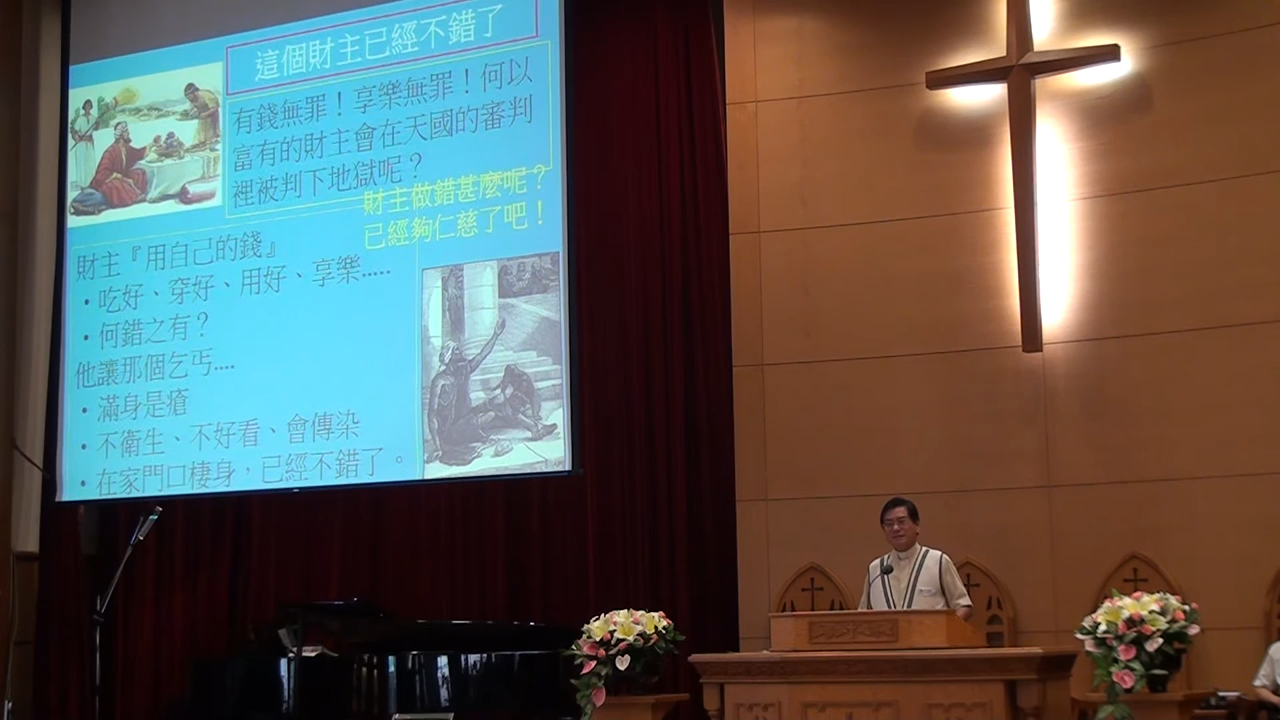 這個財主已經不錯了
有錢無罪！享樂無罪！何以
富有的財主會在天國的審判
裡被判下地獄呢？
財主做錯甚麼呢？
已經夠仁慈了吧！
財主『用自己的錢』
・吃好、穿好、用好、享樂.....
・何錯之有？
他讓那個乞丐....
・滿身是瘡
・不衛生、不好看、會傳染
・在家門口棲身，已經不錯了。